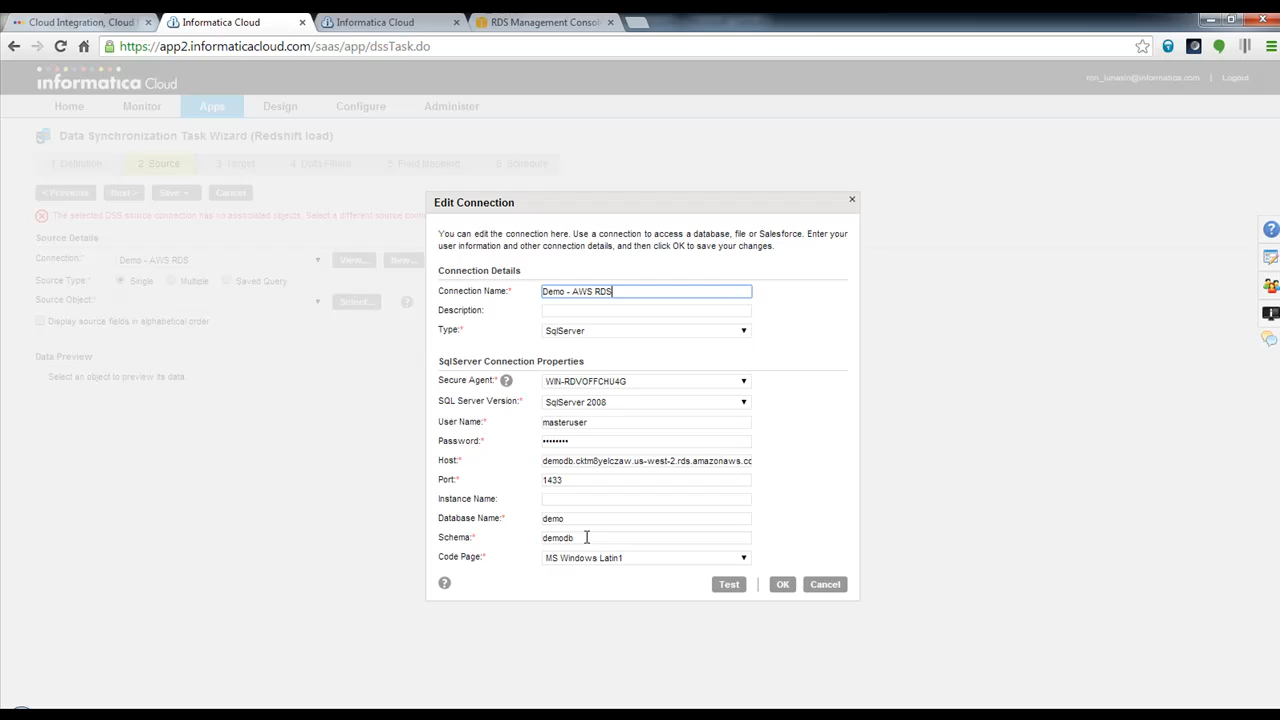 Cloud Integration, Cloud
Informatica Cloud
Informatica Cloud
RDS Management Consol
https://app2.informaticacloud.com/saas/app/dssTask.do
informatica Cloud
ron_lunasin@informatica.com | Logout
Home Monitor Apps Design Configure Administer
Data Synchronization Task Wizard (Redshift load)
1 Definition 2 Source 3 Target 4 Data Filters 5 Field Mapping 6 Schedule
< Previous Next > Save Cancel
The selected DSS source connection has no associated objects. Select a different source conn
Source Details
Connection:* Demo - AWS RDS View... New...
Source Type:* Single Multiple Saved Query
Source Object:* Select...
Display source fields in alphabetical order
Data Preview
Select an object to preview its data.
Edit Connection
You can edit the connection here. Use a connection to access a database, file or Salesforce. Enter your
user information and other connection details, and then click OK to save your changes.
Connection Details
Connection Name:* Demo - AWS RDS
Description:
Type:* SqlServer
SqlServer Connection Properties
Secure Agent:* WIN-RDVOFFCHU4G
SQL Server Version:* SqlServer 2008
User Name:* masteruser
Password:* ••••••••
Host:* demodb.cktm8yelczaw.us-west-2.rds.amazonaws.co
Port:* 1433
Instance Name:
Database Name:* demo
Schema:* demodb
Code Page:* MS Windows Latin1
Test | OK Cancel